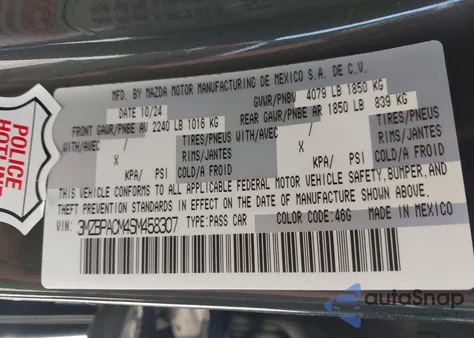 MFD. BY MAZDA MOTOR MANUFACTURING DE MEXICO S.A. DE C.V.
DATE 10/24 GVWR/PNBV 4079 LB 1850 KG
FRONT GAWR/PNBE AV 2240 LB 1016 KG REAR GAWR/PNBE AR 1850 LB 839 KG
WITH/AVEC TIRES/PNEUS WITH/AVEC TIRES/PNEUS
/ RIMS/JANTES / RIMS/JANTES
X COLD/A FROID X COLD/A FROID
KPA/ PSI KPA/ PSI
THIS VEHICLE CONFORMS TO ALL APPLICABLE FEDERAL MOTOR VEHICLE SAFETY, BUMPER, AND
THEFT PREVENTION STANDARDS IN EFFECT ON THE DATE OF MANUFACTURE SHOWN ABOVE.
VIN: 3MZBPACM4SM458307 TYPE:PASS CAR COLOR CODE:46G MADE IN MEXICO
POLICE
HOTLINE
autoSnap